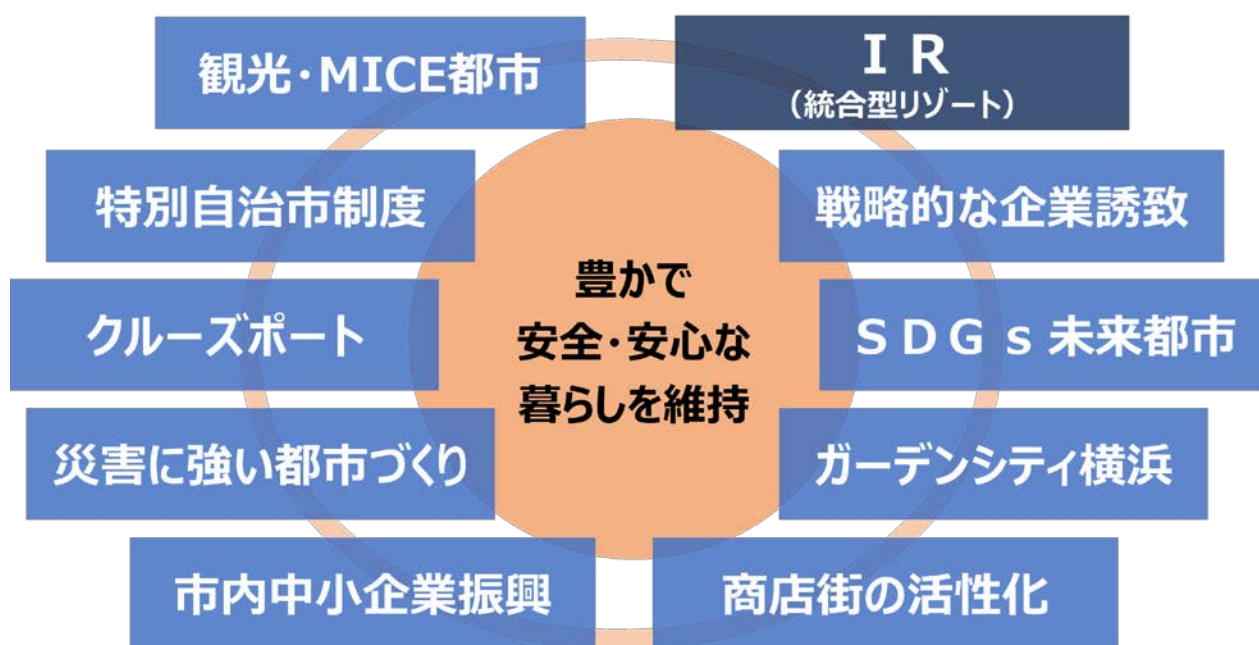 観光・MICE都市
ＩＲ
（統合型リゾート）
特別自治市制度
戦略的な企業誘致
豊かで
安全・安心な
暮らしを維持
クルーズポート
ＳＤＧｓ未来都市
災害に強い都市づくり
ガーデンシティ横浜
市内中小企業振興
商店街の活性化